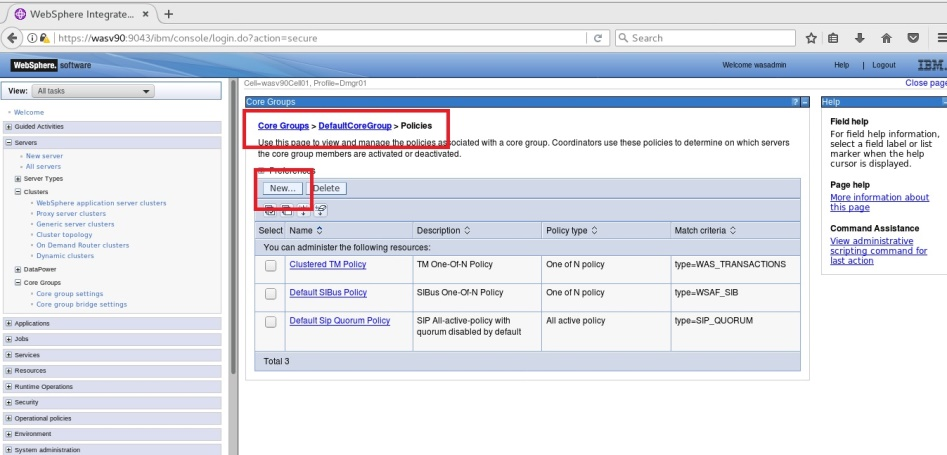 WebSphere Integrate...
https://wasv90:9043/ibm/console/login.do?action=secure
Search
WebSphere. software
Welcome wasadmin
Help | Logout
IBM.
View: All tasks
Cell=wasv90Cell01, Profile=Dmgr01
Close page
Welcome
Guided Activities
Servers
New server
All servers
Server Types
Clusters
WebSphere application server clusters
Proxy server clusters
Generic server clusters
Cluster topology
On Demand Router clusters
Dynamic clusters
DataPower
Core Groups
Core group settings
Core group bridge settings
Applications
Jobs
Services
Resources
Runtime Operations
Security
Operational policies
Environment
System administration
Core Groups
Core Groups > DefaultCoreGroup > Policies
Use this page to view and manage the policies associated with a core group. Coordinators use these policies to determine on which servers
the core group members are activated or deactivated.
Preferences
New... Delete
Select Name Description Policy type Match criteria
You can administer the following resources:
Clustered TM Policy TM One-Of-N Policy One of N policy type=WAS_TRANSACTIONS
Default SIBus Policy SIBus One-Of-N Policy One of N policy type=WSAF_SIB
Default Sip Quorum Policy SIP All-active-policy with All active policy type=SIP_QUORUM
quorum disabled by default
Total 3
Help
Field help
For field help information,
select a field label or list
marker when the help
cursor is displayed.
Page help
More information about
this page
Command Assistance
View administrative
scripting command for
last action